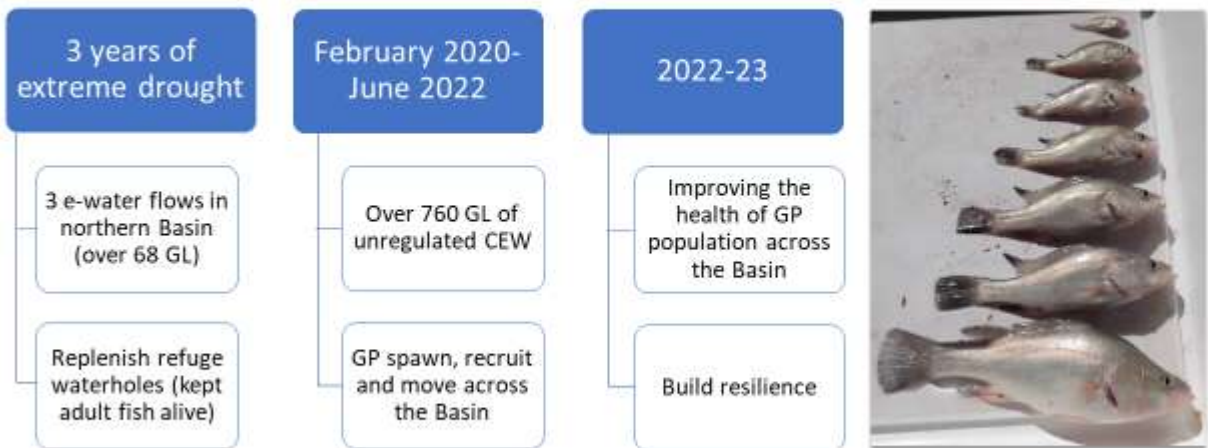 3 years of
extreme drought
3 e-water flows in
northern Basin
(over 68 GL)
Replenish refuge
waterholes (kept
adult fish alive)
February 2020-
June 2022
Over 760 GL of
unregulated CEW
GP spawn, recruit
and move across
the Basin
2022-23
Improving the
health of GP
population across
the Basin
Build resilience